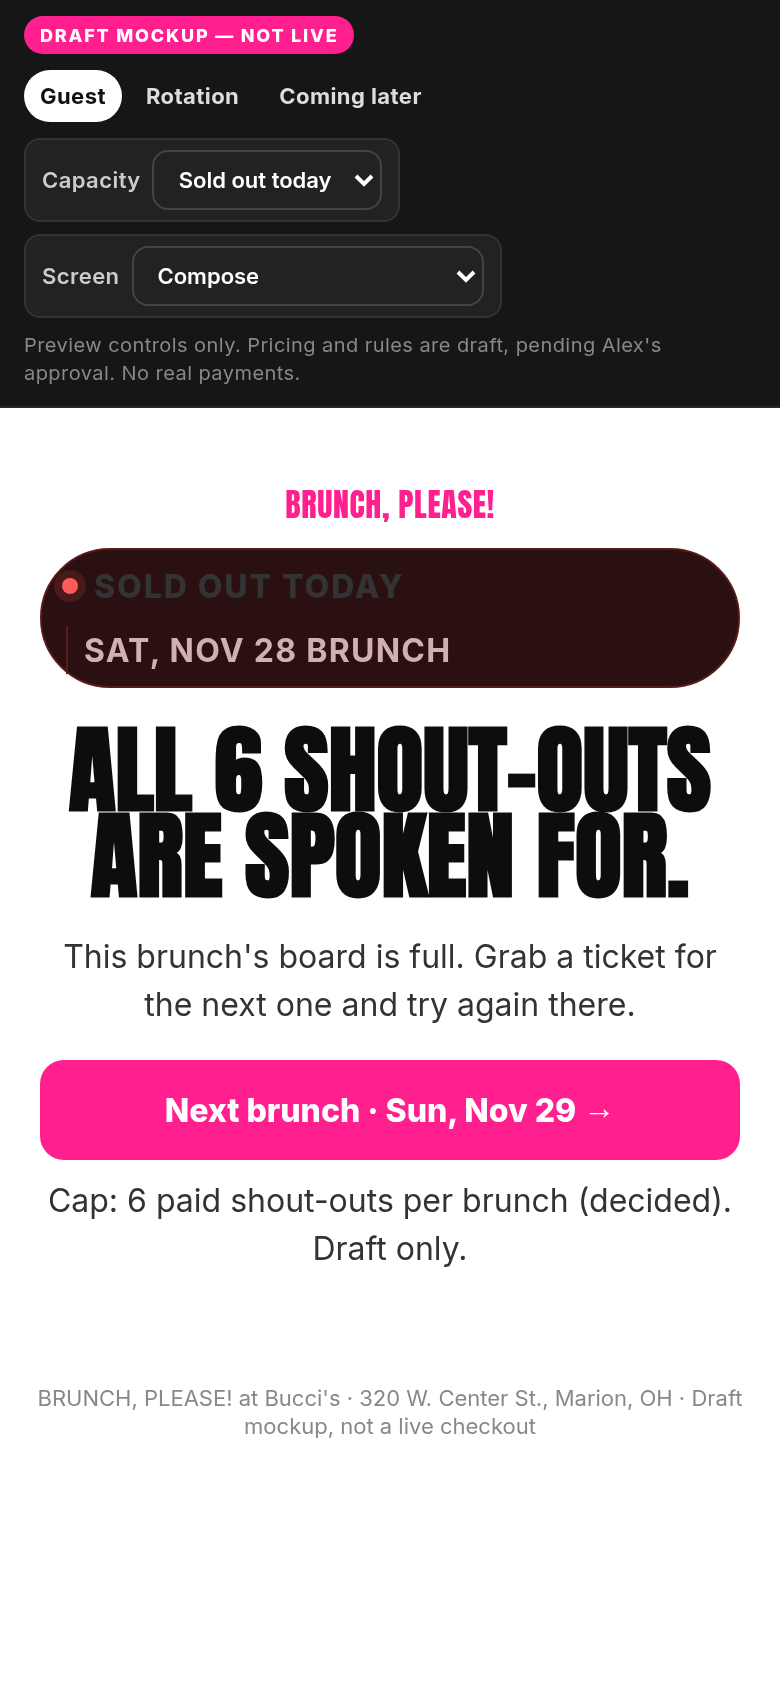 DRAFT MOCKUP — NOT LIVE
Guest Rotation Coming later
Capacity Sold out today
Screen Compose
Preview controls only. Pricing and rules are draft, pending Alex's
approval. No real payments.
BRUNCH, PLEASE!
SOLD OUT TODAY
SAT, NOV 28 BRUNCH
ALL 6 SHOUT-OUTS
ARE SPOKEN FOR.
This brunch's board is full. Grab a ticket for
the next one and try again there.
Next brunch · Sun, Nov 29 →
Cap: 6 paid shout-outs per brunch (decided).
Draft only.
BRUNCH, PLEASE! at Bucci's · 320 W. Center St., Marion, OH · Draft
mockup, not a live checkout